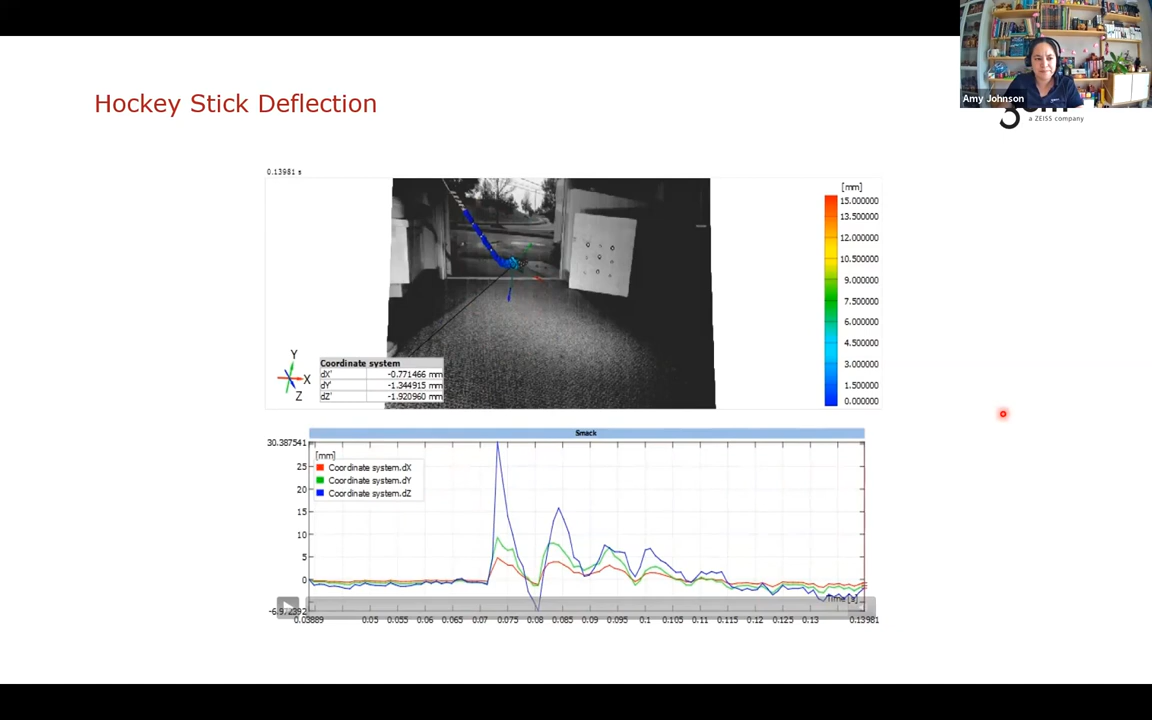 Amy Johnson
Hockey Stick Deflection
a ZEISS company
0.13981 s
[mm]
15.000000
13.500000
12.000000
10.500000
9.000000
7.500000
6.000000
4.500000
3.000000
1.500000
0.000000
Y
X
Z
Coordinate system
dX' -0.771466 mm
dY' -1.344915 mm
dZ' -1.920960 mm
Smack
30.387541
[mm]
Coordinate system.dX
Coordinate system.dY
Coordinate system.dZ
25
20
15
10
5
0
Time [s]
0.03889 0.05 0.055 0.06 0.065 0.07 0.075 0.08 0.085 0.09 0.095 0.1 0.105 0.11 0.115 0.12 0.125 0.13 0.13981